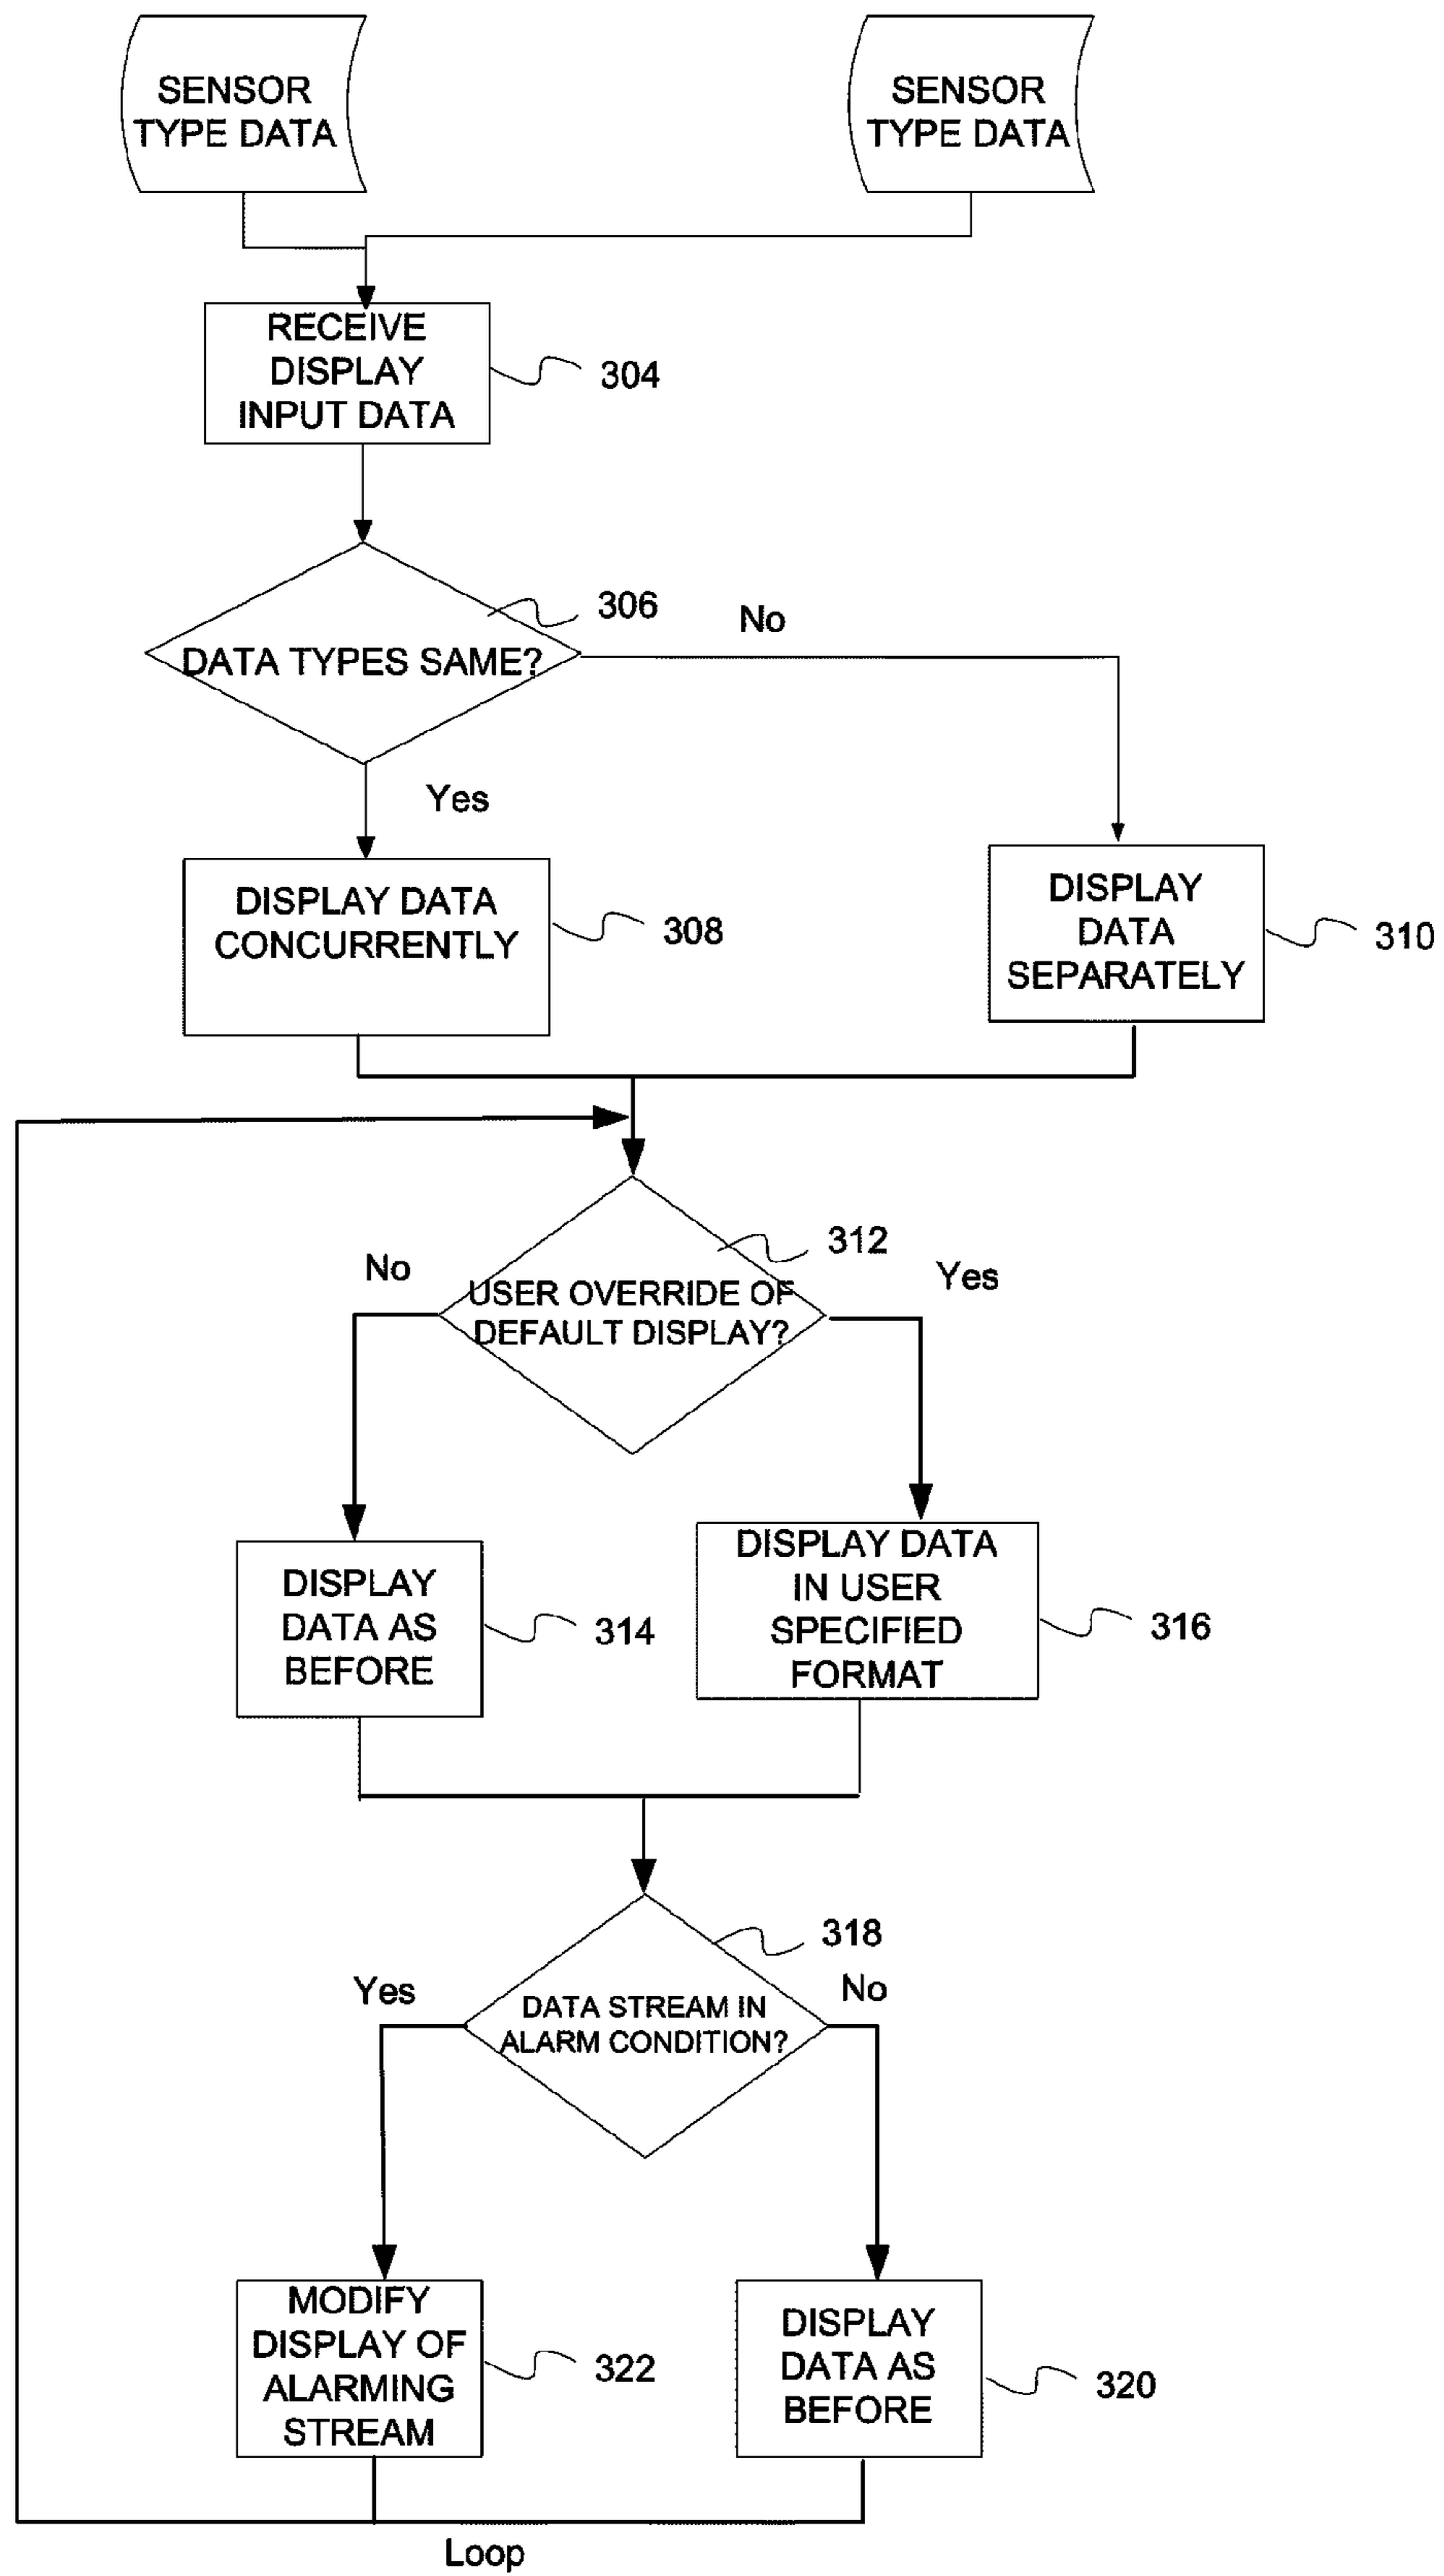 SENSOR
TYPE DATA
SENSOR
TYPE DATA
RECEIVE
DISPLAY
INPUT DATA
304
306
No
DATA TYPES SAME?
Yes
DISPLAY DATA
CONCURRENTLY
308
DISPLAY
DATA
SEPARATELY
310
312
No
Yes
USER OVERRIDE OF
DEFAULT DISPLAY?
DISPLAY
DATA AS
BEFORE
314
DISPLAY DATA
IN USER
SPECIFIED
FORMAT
316
318
Yes
No
DATA STREAM IN
ALARM CONDITION?
MODIFY
DISPLAY OF
ALARMING
STREAM
322
DISPLAY
DATA AS
BEFORE
320
Loop